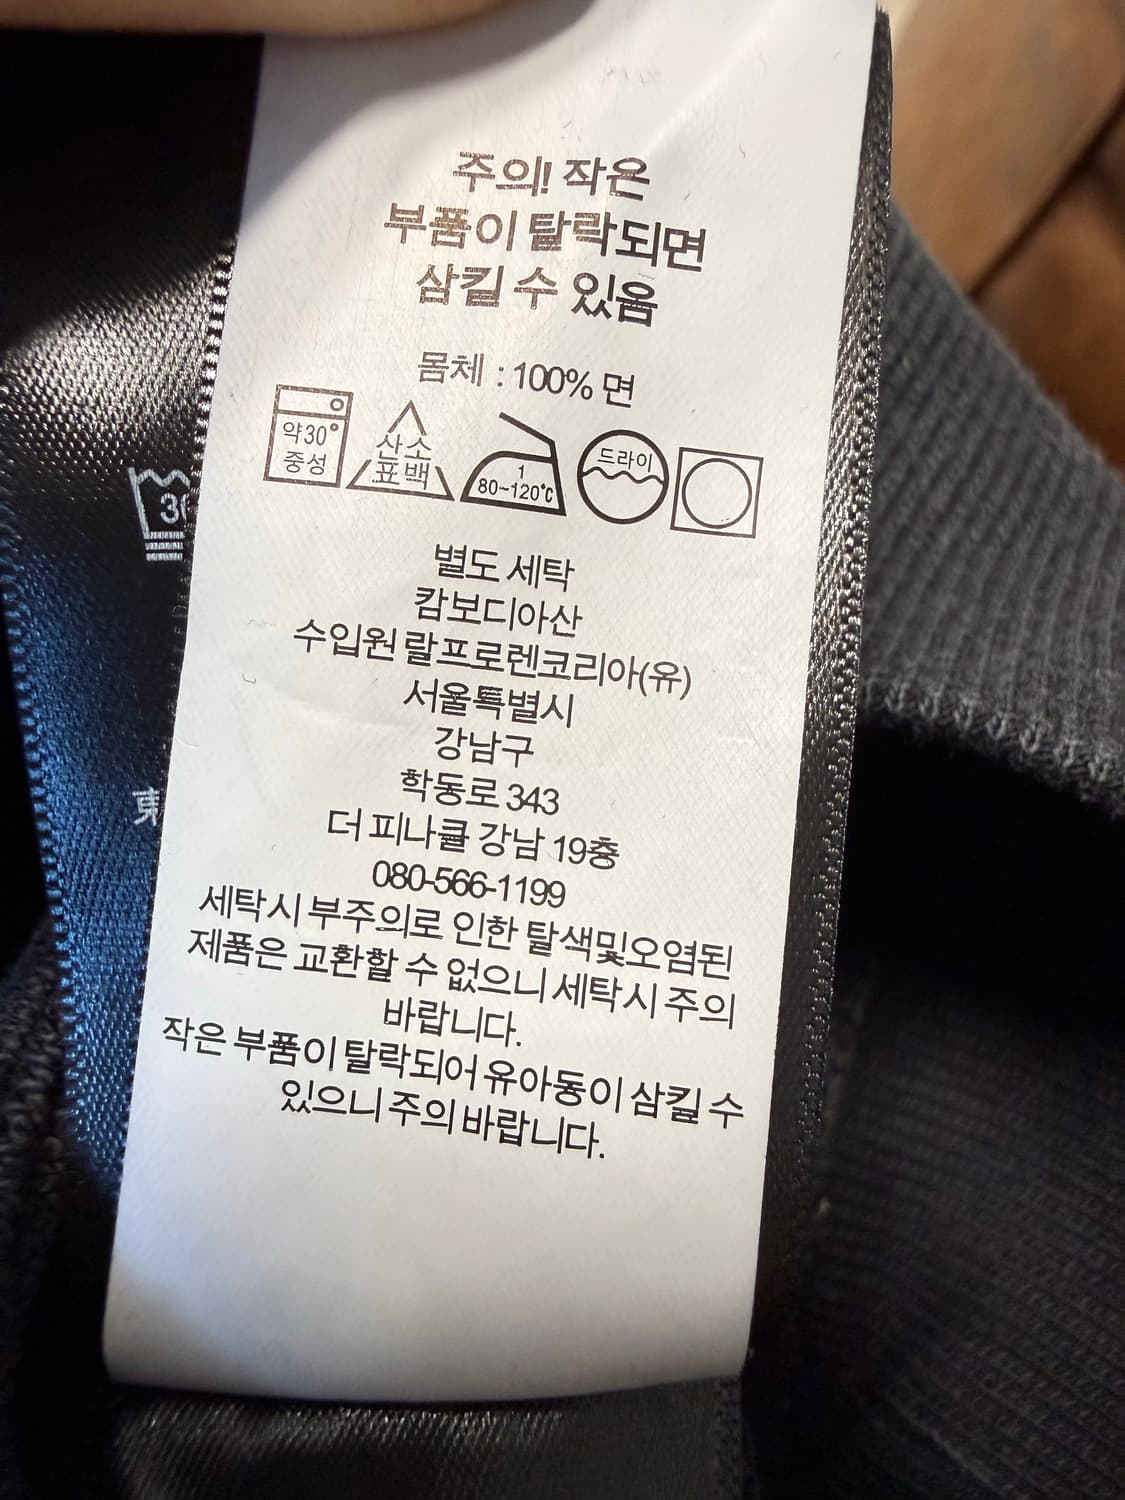 주의! 작은
부품이 탈락되면
삼킬 수 있음
몸체 : 100% 면
약30°
중성
산소
표백
1
80~120℃
드라이
별도 세탁
캄보디아산
수입원 랄프로렌코리아(유)
서울특별시
강남구
학동로 343
더 피나클 강남 19층
080-566-1199
세탁시 부주의로 인한 탈색및오염된
제품은 교환할 수 없으니 세탁시 주의
바랍니다.
작은 부품이 탈락되어 유아동이 삼킬 수
있으니 주의 바랍니다.
30
東